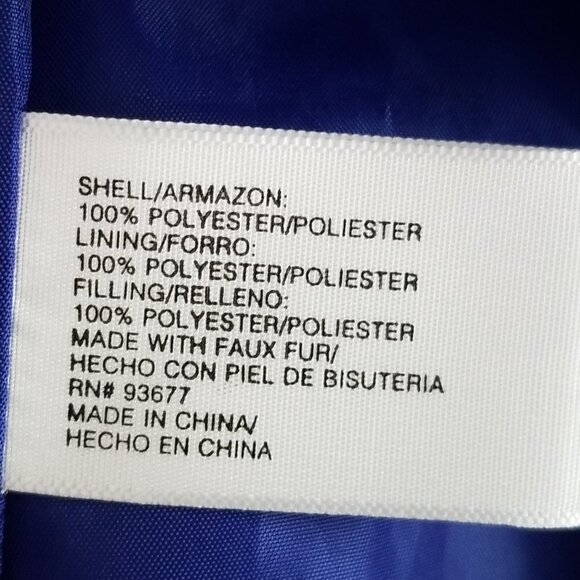 SHELL/ARMAZON:
100% POLYESTER/POLIESTER
LINING/FORRO:
100% POLYESTER/POLIESTER
FILLING/RELLENO:
100% POLYESTER/POLIESTER
MADE WITH FAUX FUR/
HECHO CON PIEL DE BISUTERIA
RN# 93677
MADE IN CHINA/
HECHO EN CHINA